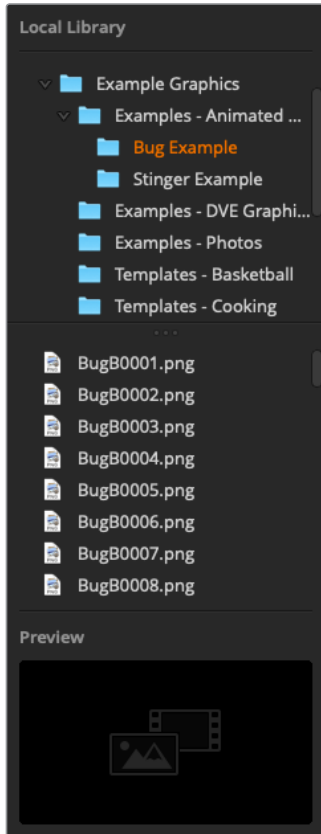 Local Library
Example Graphics
Examples - Animated ...
Bug Example
Stinger Example
Examples - DVE Graphi...
Examples - Photos
Templates - Basketball
Templates - Cooking
BugB0001.png
BugB0002.png
BugB0003.png
BugB0004.png
BugB0005.png
BugB0006.png
BugB0007.png
BugB0008.png
Preview